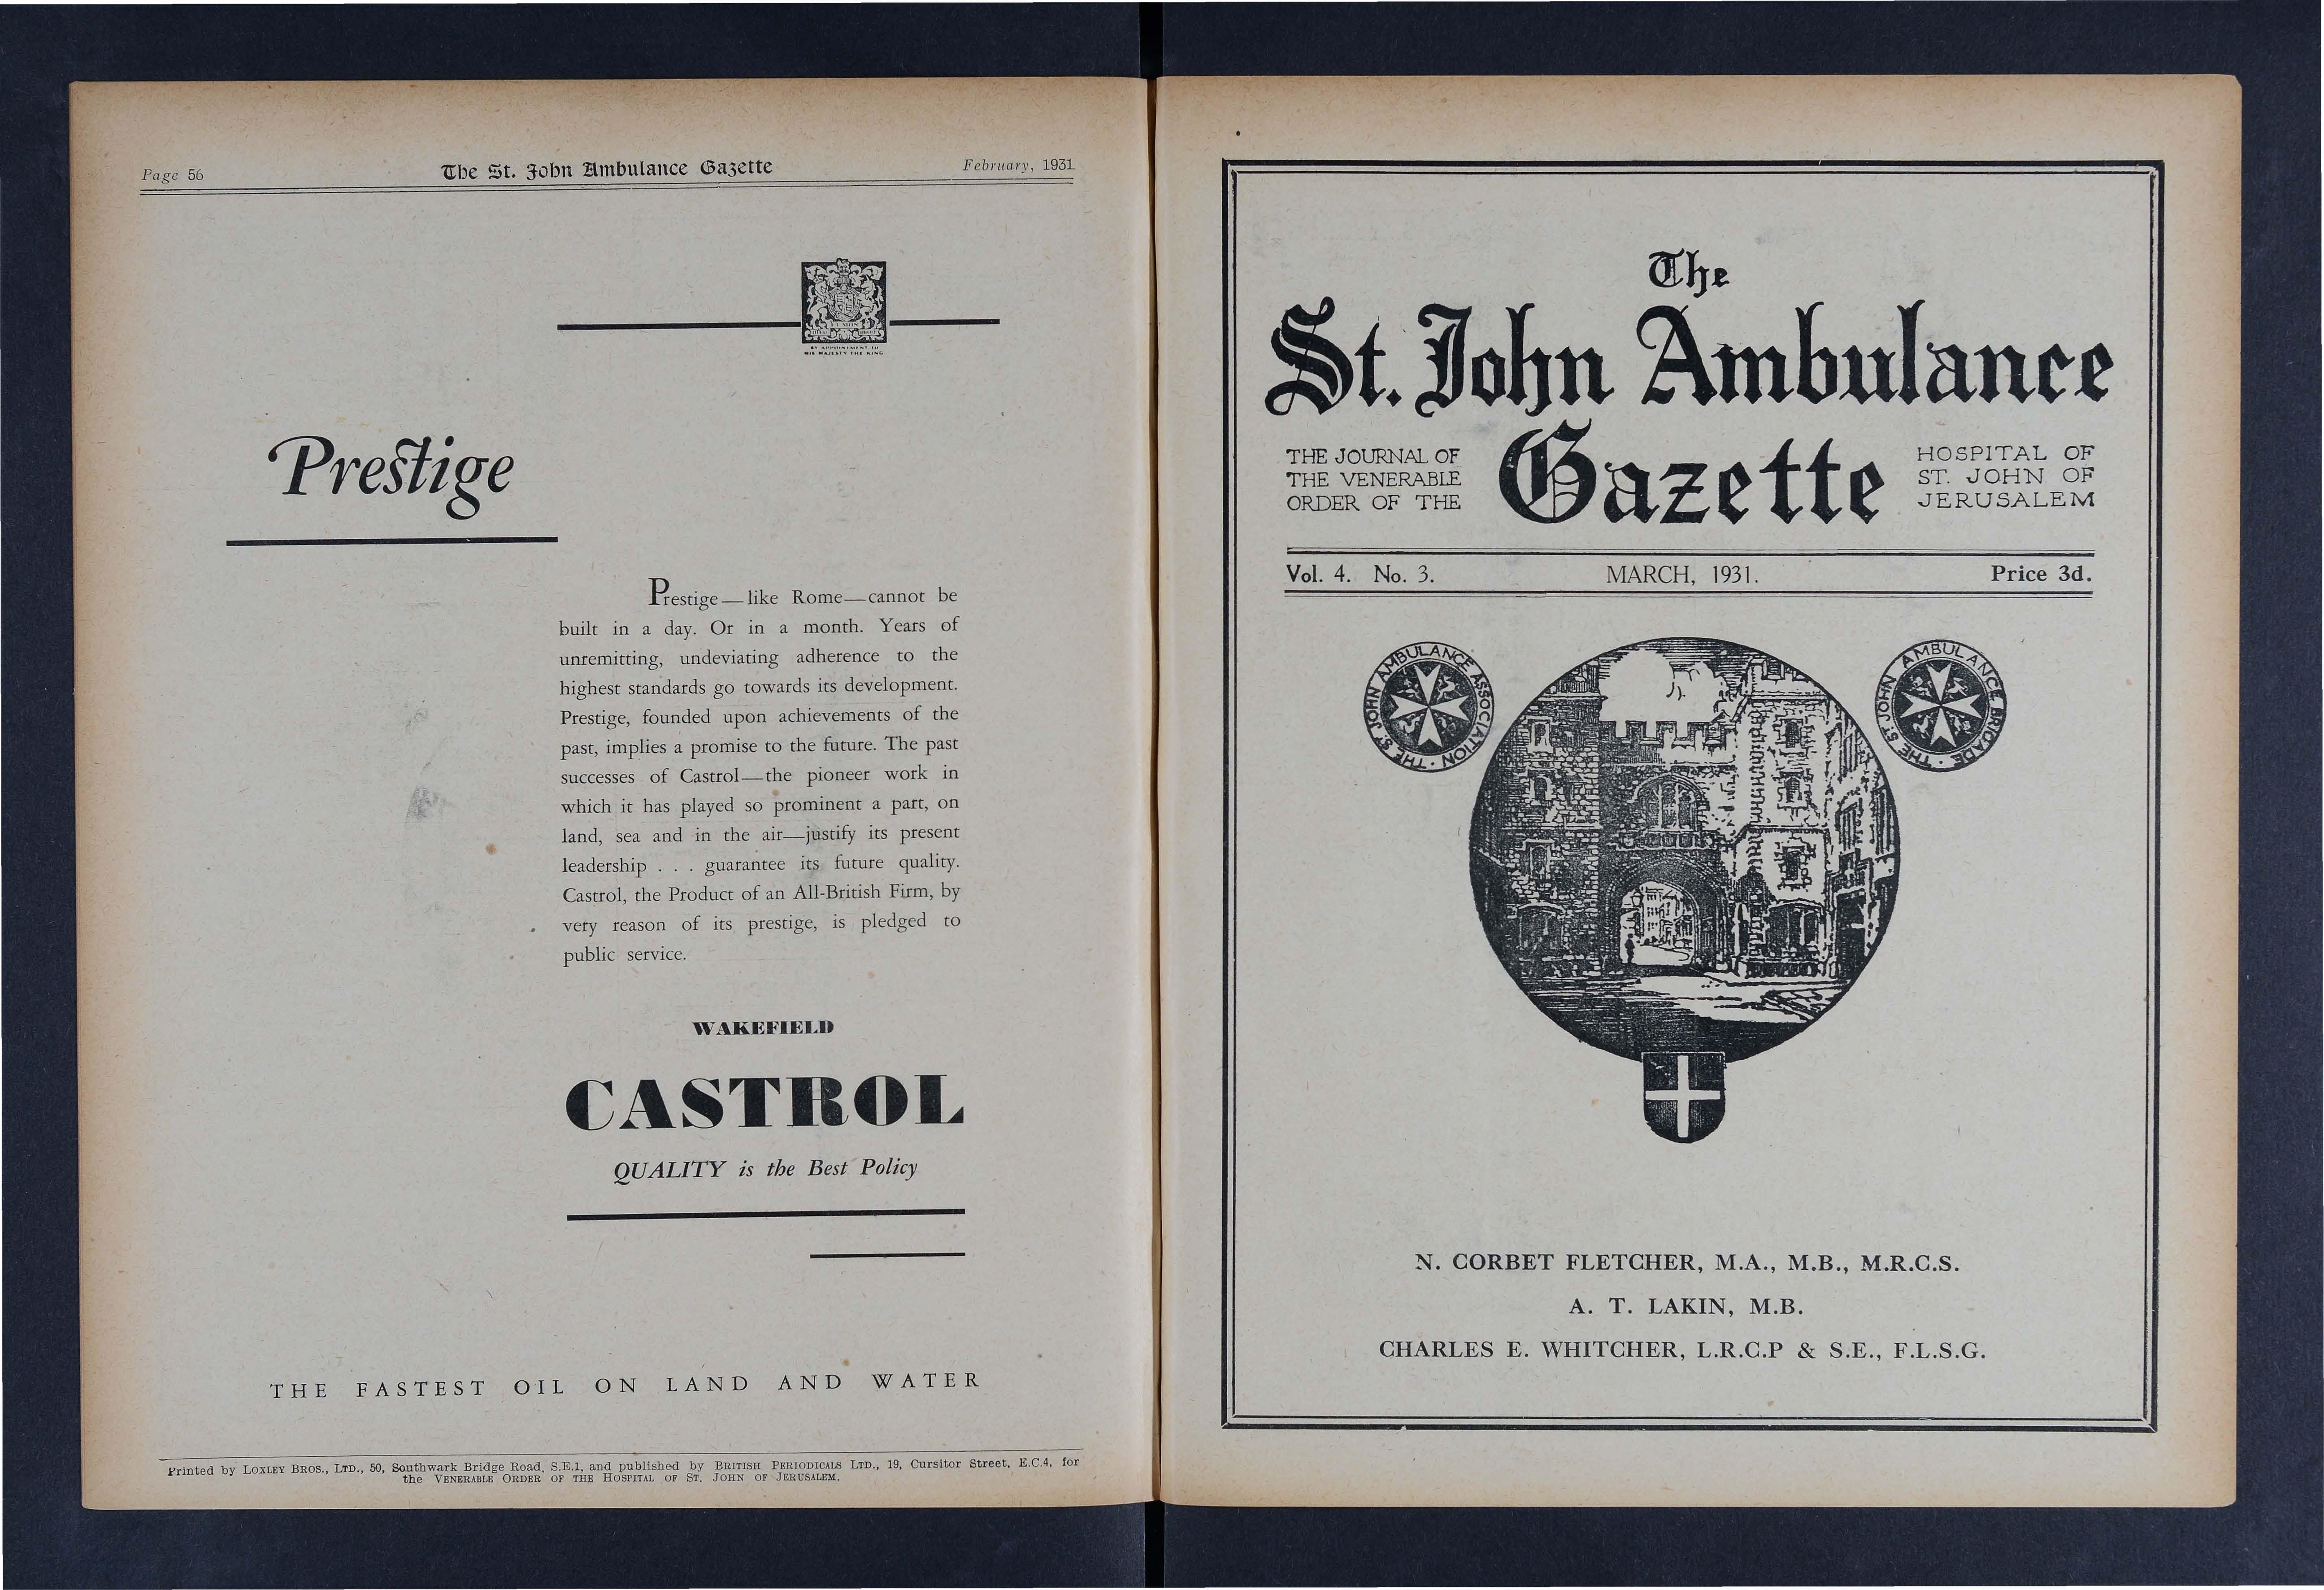 Page 56 The St. John Ambulance Gazette February, 1931
BY APPOINTMENT TO
HIS MAJESTY THE KING
Prestige
Prestige—like Rome—cannot be
built in a day. Or in a month. Years of
unremitting, undeviating adherence to the
highest standards go towards its development.
Prestige, founded upon achievements of the
past, implies a promise to the future. The past
successes of Castrol—the pioneer work in
which it has played so prominent a part, on
land, sea and in the air—justify its present
leadership . . . guarantee its future quality.
Castrol, the Product of an All-British Firm, by
very reason of its prestige, is pledged to
public service.
WAKEFIELD
CASTROL
QUALITY is the Best Policy
THE FASTEST OIL ON LAND AND WATER
Printed by LOXLEY BROS., LTD., 50, Southwark Bridge Road, S.E.1, and published by BRITISH PERIODICALS LTD., 19, Cursitor Street, E.C.4, for
the VENERABLE ORDER OF THE HOSPITAL OF ST. JOHN OF JERUSALEM.
The
St. John Ambulance
Gazette
THE JOURNAL OF
THE VENERABLE
ORDER OF THE
HOSPITAL OF
ST. JOHN OF
JERUSALEM
Vol. 4. No. 3. MARCH, 1931. Price 3d.
THE ST JOHN AMBULANCE ASSOCIATION
THE ST JOHN AMBULANCE BRIGADE
N. CORBET FLETCHER, M.A., M.B., M.R.C.S.
A. T. LAKIN, M.B.
CHARLES E. WHITCHER, L.R.C.P & S.E., F.L.S.G.